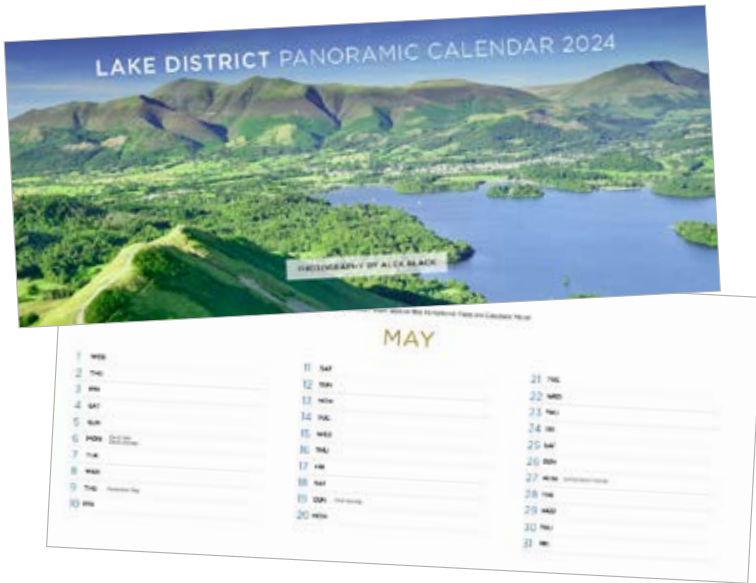 LAKE DISTRICT PANORAMIC CALENDAR 2024
PHOTOGRAPHY BY ALEX BLACK
MAY
1 WED
2 THU
3 FRI
4 SAT
5 SUN
6 MON
7 TUE
8 WED
9 THU
10 FRI
11 SAT
12 SUN
13 MON
14 TUE
15 WED
16 THU
17 FRI
18 SAT
19 SUN
20 MON
21 TUE
22 WED
23 THU
24 FRI
25 SAT
26 SUN
27 MON
28 TUE
29 WED
30 THU
31 FRI